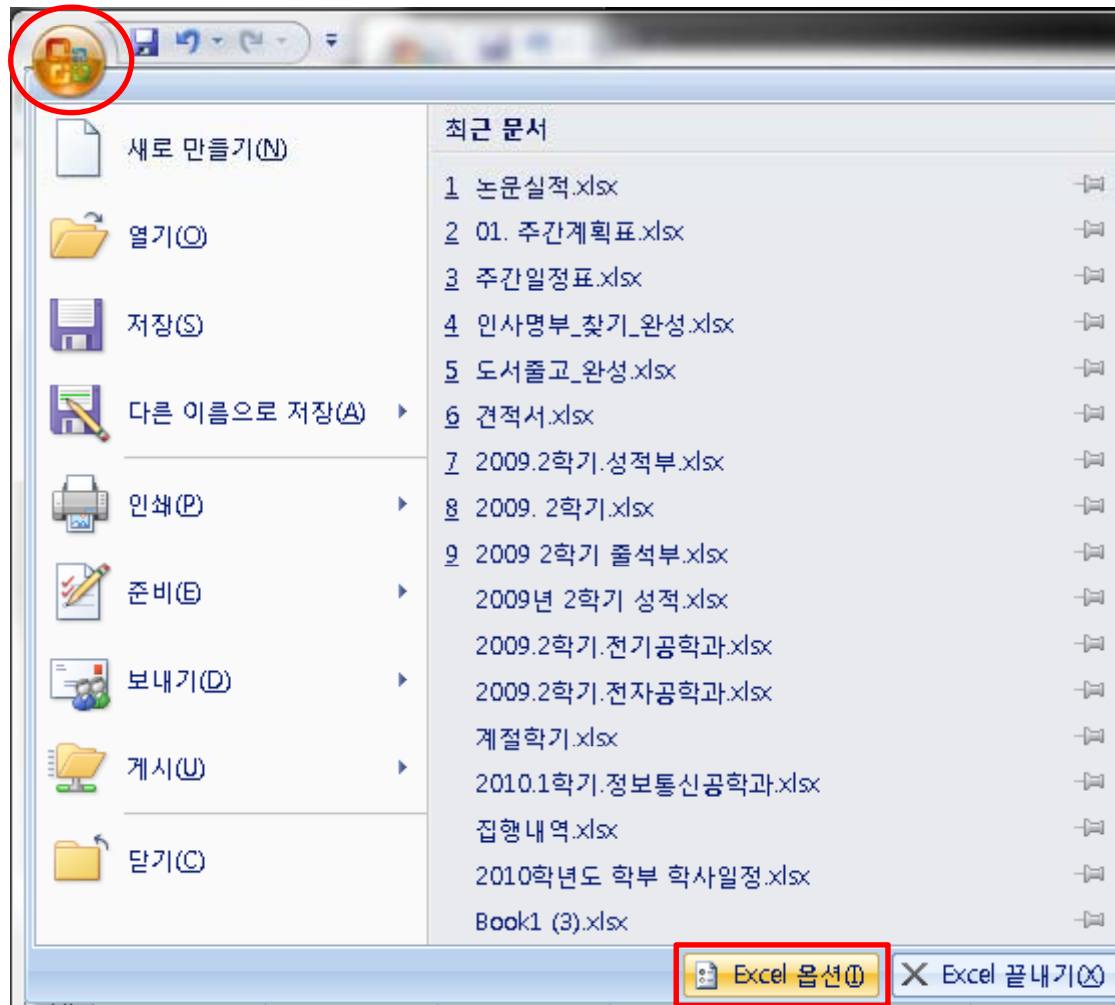 새로 만들기(N)
열기(O)
저장(S)
다른 이름으로 저장(A)
인쇄(P)
준비(E)
보내기(D)
게시(U)
닫기(C)
최근 문서
1 논문실적.xlsx
2 01. 주간계획표.xlsx
3 주간일정표.xlsx
4 인사명부_찾기_완성.xlsx
5 도서출고_완성.xlsx
6 견적서.xlsx
7 2009.2학기.성적부.xlsx
8 2009. 2학기.xlsx
9 2009 2학기 출석부.xlsx
2009년 2학기 성적.xlsx
2009.2학기.전기공학과.xlsx
2009.2학기.전자공학과.xlsx
계절학기.xlsx
2010.1학기.정보통신공학과.xlsx
집행내역.xlsx
2010학년도 학부 학사일정.xlsx
Book1 (3).xlsx
Excel 옵션(I) Excel 끝내기(X)